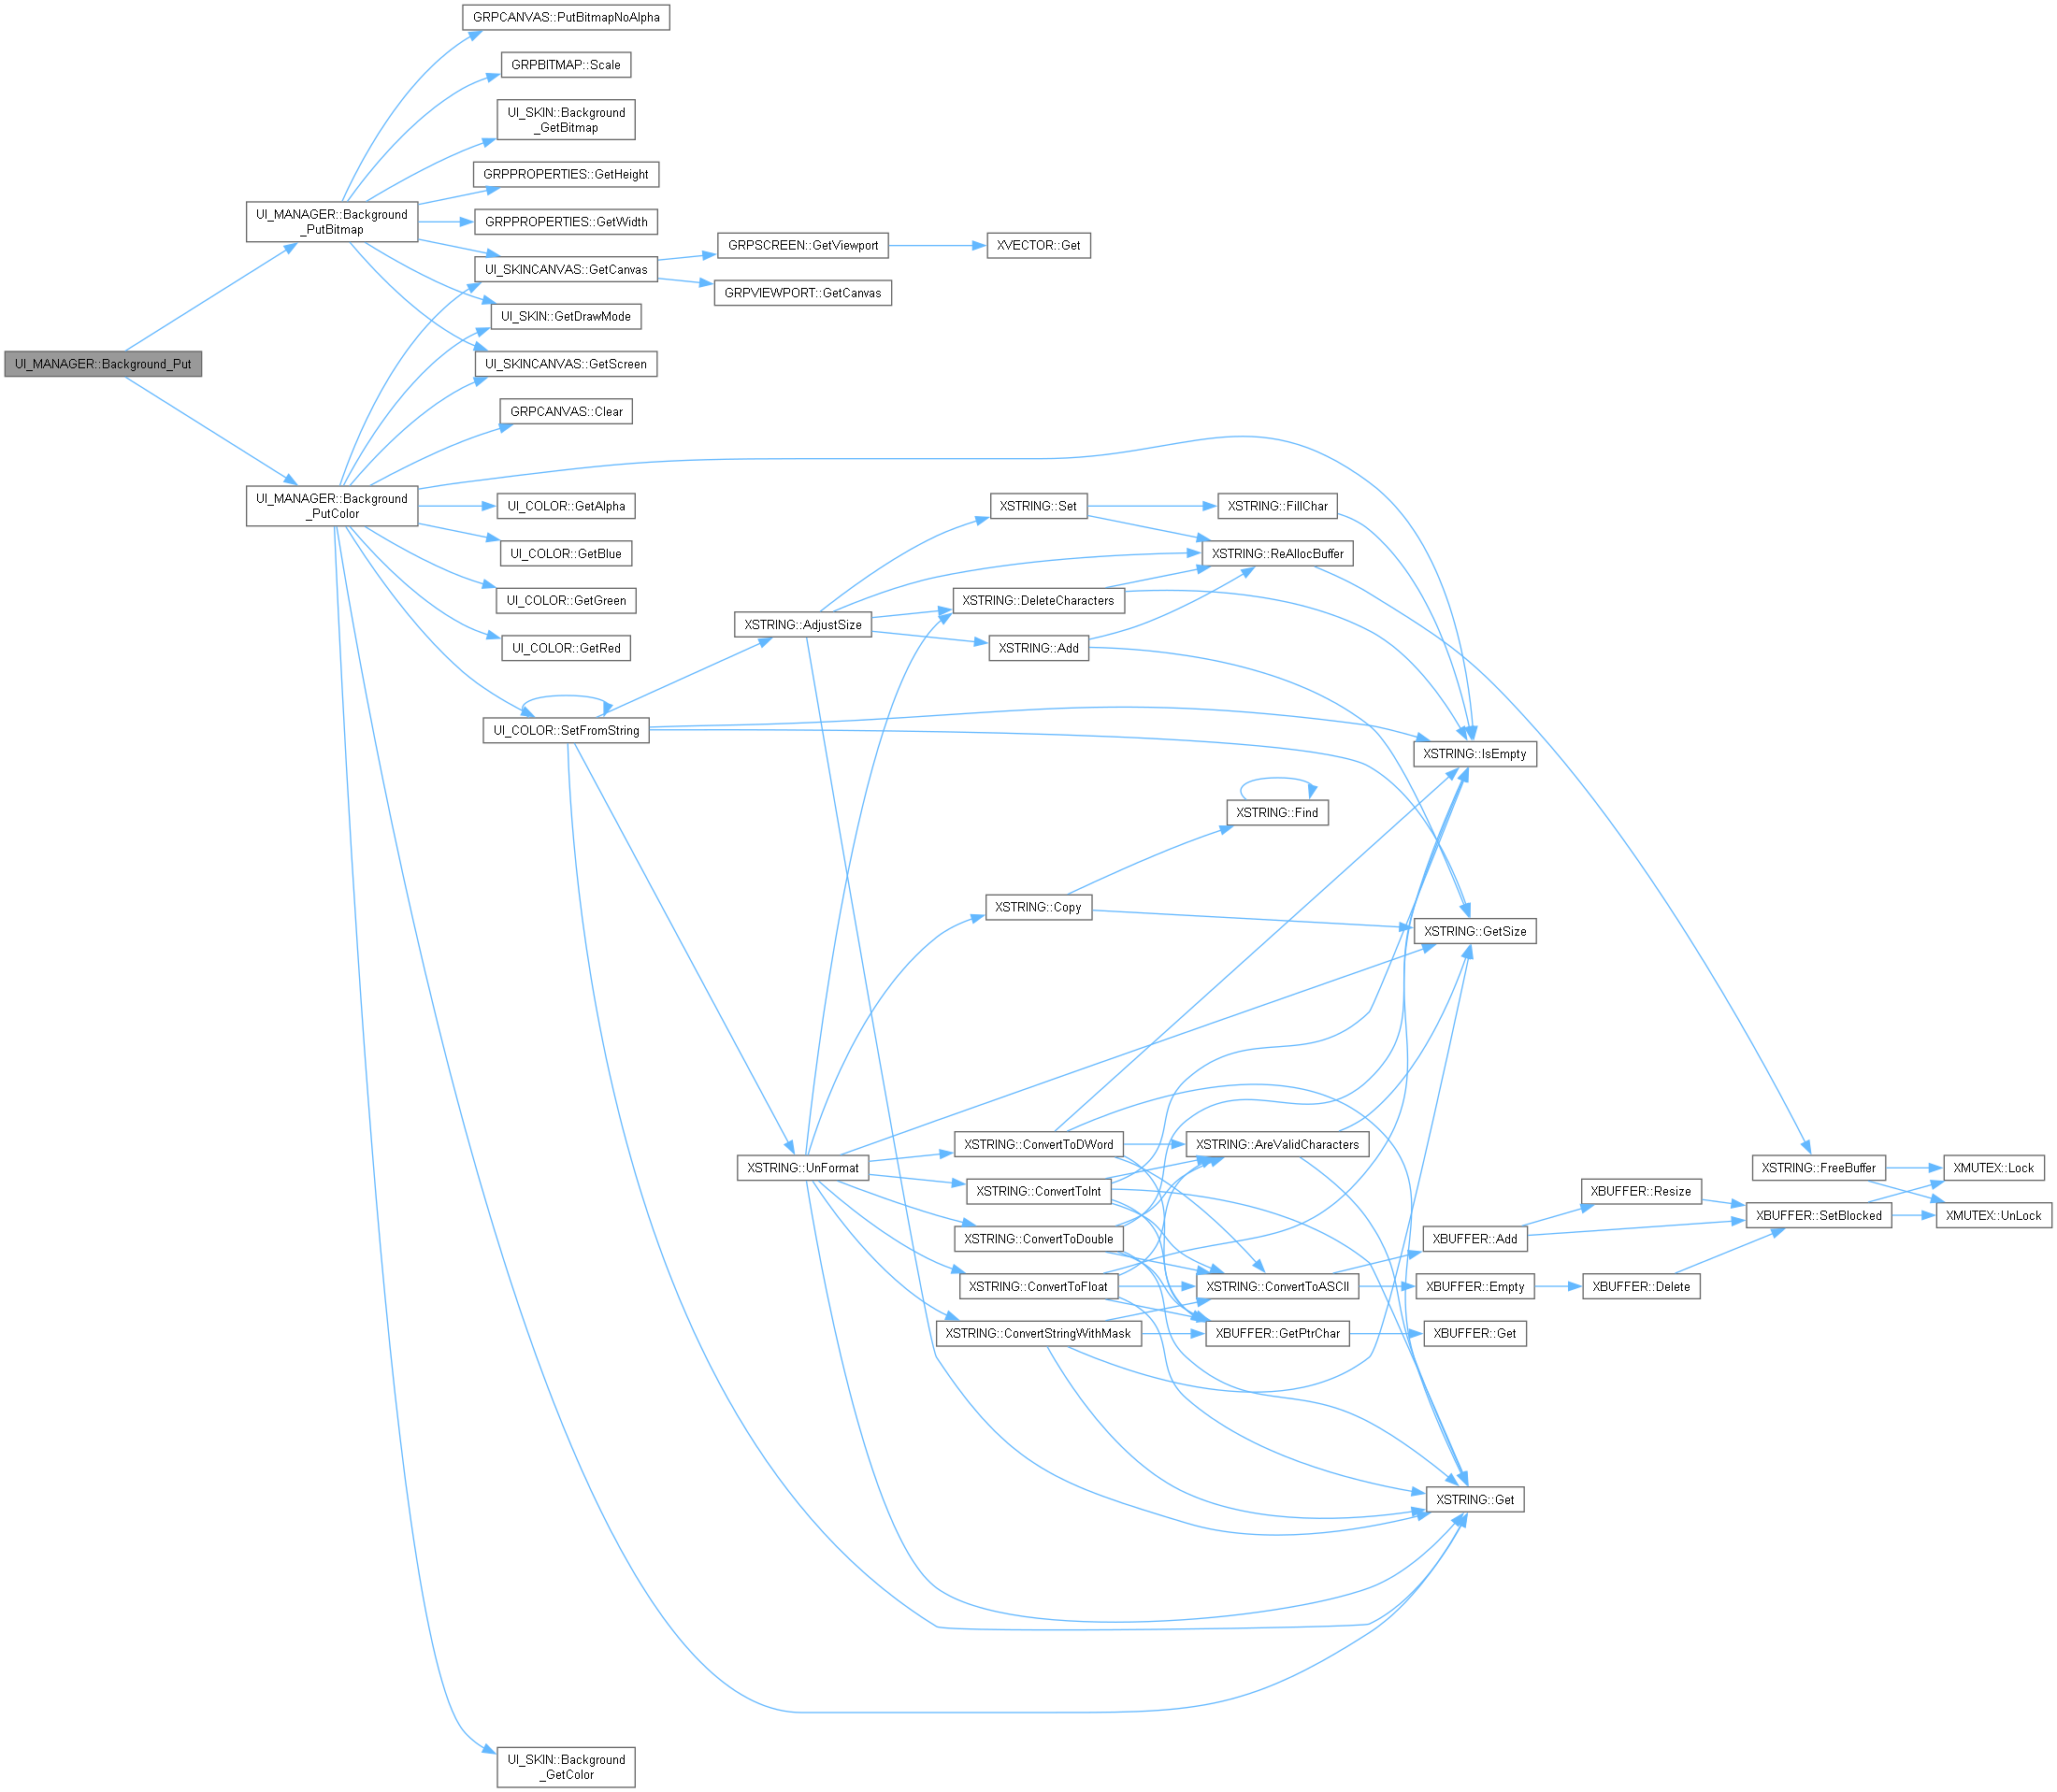 GRPCANVAS::PutBitmapNoAlpha
GRPBITMAP::Scale
UI_SKIN::Background
_GetBitmap
GRPPROPERTIES::GetHeight
UI_MANAGER::Background
_PutBitmap
GRPPROPERTIES::GetWidth
GRPSCREEN::GetViewport
XVECTOR::Get
UI_SKINCANVAS::GetCanvas
GRPVIEWPORT::GetCanvas
UI_SKIN::GetDrawMode
UI_MANAGER::Background_Put
UI_SKINCANVAS::GetScreen
GRPCANVAS::Clear
UI_MANAGER::Background
_PutColor
UI_COLOR::GetAlpha
XSTRING::Set
XSTRING::FillChar
UI_COLOR::GetBlue
XSTRING::ReAllocBuffer
UI_COLOR::GetGreen
XSTRING::DeleteCharacters
XSTRING::AdjustSize
UI_COLOR::GetRed
XSTRING::Add
UI_COLOR::SetFromString
XSTRING::IsEmpty
XSTRING::Find
XSTRING::Copy
XSTRING::GetSize
XSTRING::ConvertToDWord
XSTRING::AreValidCharacters
XSTRING::UnFormat
XSTRING::FreeBuffer
XMUTEX::Lock
XSTRING::ConvertToInt
XBUFFER::Resize
XBUFFER::SetBlocked
XMUTEX::UnLock
XSTRING::ConvertToDouble
XBUFFER::Add
XSTRING::ConvertToFloat
XSTRING::ConvertToASCII
XBUFFER::Empty
XBUFFER::Delete
XSTRING::ConvertStringWithMask
XBUFFER::GetPtrChar
XBUFFER::Get
XSTRING::Get
UI_SKIN::Background
_GetColor